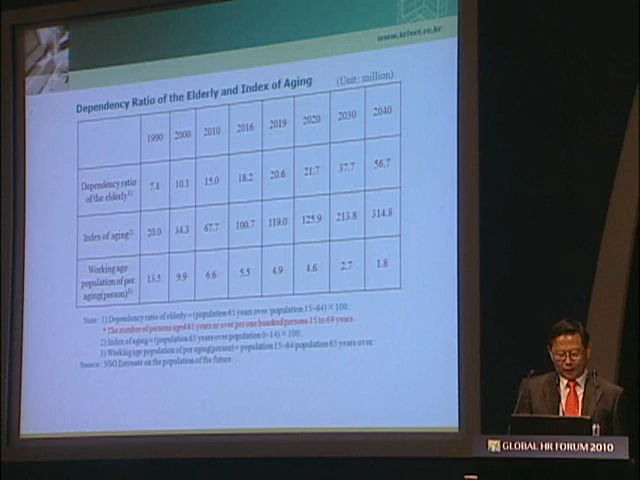 www.krivet.re.kr
Dependency Ratio of the Elderly and Index of Aging (Unit : million)
1990 2000 2010 2016 2019 2020 2030 2040
Dependency ratio of the elderly1) 7.4 10.1 15.0 18.2 20.6 21.7 37.7 56.7
Index of aging2) 20.0 34.3 67.7 100.7 119.0 125.9 213.8 314.8
Working age population of per aging(person)3) 13.5 9.9 6.6 5.5 4.9 4.6 2.7 1.8
Note : 1) Dependency ratio of elderly = (population 65 years over/population 15~64) × 100.
* The number of persons aged 65 years or over per one hundred persons 15 to 64 years.
2) Index of aging = (population 65 years over/population 0~14) × 100.
3) Working age population of per aging(person) = population 15~64/population 65 years over.
Source : NSO. Estimate on the population of the future.
GLOBAL HR FORUM 2010